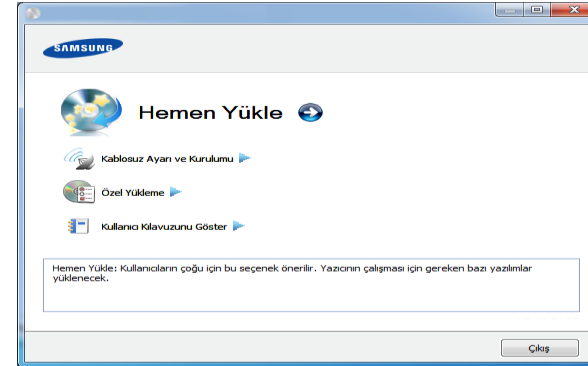 SAMSUNG
Hemen Yükle
Kablosuz Ayarı ve Kurulumu
Özel Yükleme
Kullanıcı Kılavuzunu Göster
Hemen Yükle: Kullanıcıların çoğu için bu seçenek önerilir. Yazıcının çalışması için gereken bazı yazılımlar
yüklenecek.
Çıkış